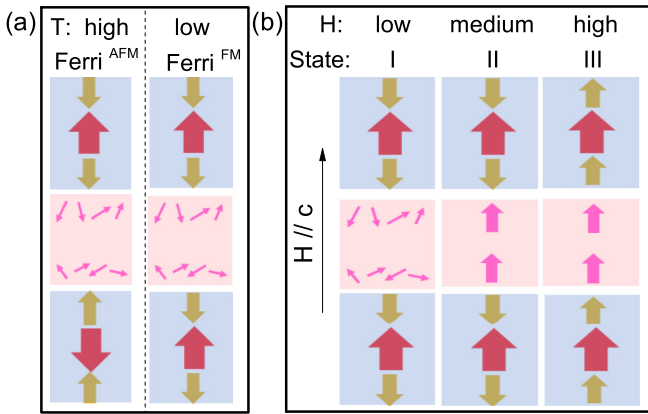 (a) T: high low
Ferri AFM Ferri FM
(b) H: low medium high
State: I II III
H // c